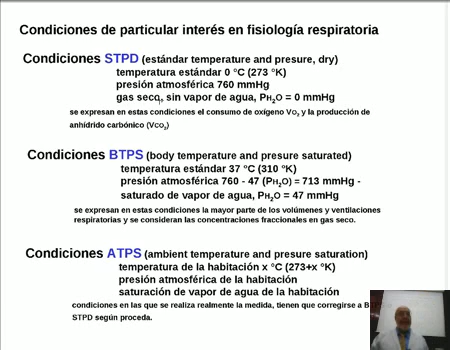 Condiciones de particular interés en fisiología respiratoria
Condiciones STPD (estándar temperature and presure, dry)
temperatura estándar 0 °C (273 °K)
presión atmosférica 760 mmHg
gas seco, sin vapor de agua, PH2O = 0 mmHg
se expresan en estas condiciones el consumo de oxígeno VO2 y la producción de
anhídrido carbónico (VCO2)
Condiciones BTPS (body temperature and presure saturated)
temperatura estándar 37 °C (310 °K)
presión atmosférica 760 - 47 (PH2O) = 713 mmHg -
saturado de vapor de agua, PH2O = 47 mmHg
se expresan en estas condiciones la mayor parte de los volúmenes y ventilaciones
respiratorias y se consideran las concentraciones fraccionales en gas seco.
Condiciones ATPS (ambient temperature and presure saturation)
temperatura de la habitación x °C (273+x °K)
presión atmosférica de la habitación
saturación de vapor de agua de la habitación
condiciones en las que se realiza realmente la medida, tienen que corregirse a
STPD según proceda.